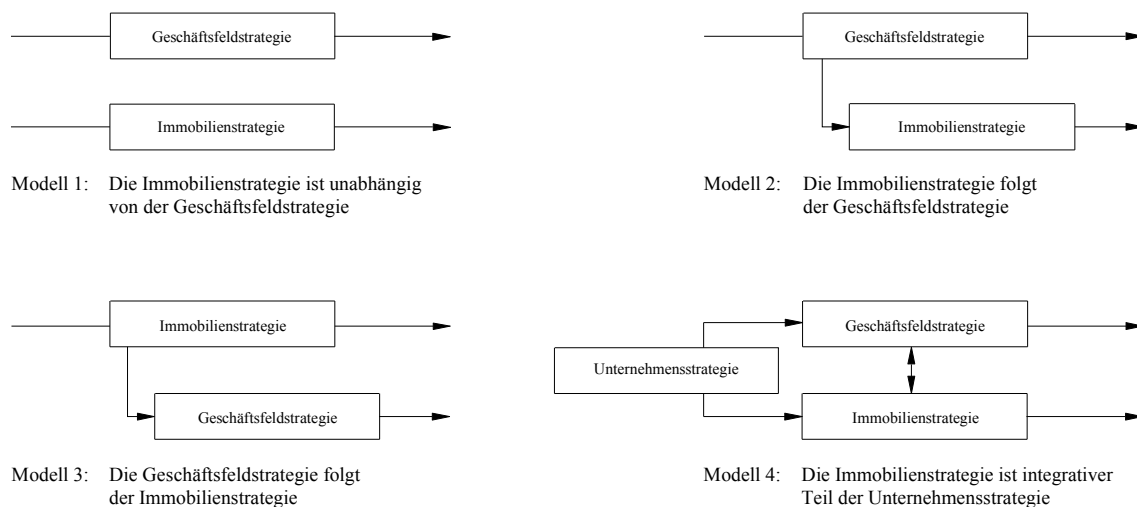 Geschäftsfeldstrategie
Immobilienstrategie
Modell 1: Die Immobilienstrategie ist unabhängig
von der Geschäftsfeldstrategie
Geschäftsfeldstrategie
Immobilienstrategie
Modell 2: Die Immobilienstrategie folgt
der Geschäftsfeldstrategie
Immobilienstrategie
Geschäftsfeldstrategie
Modell 3: Die Geschäftsfeldstrategie folgt
der Immobilienstrategie
Geschäftsfeldstrategie
Unternehmensstrategie
Immobilienstrategie
Modell 4: Die Immobilienstrategie ist integrativer
Teil der Unternehmensstrategie